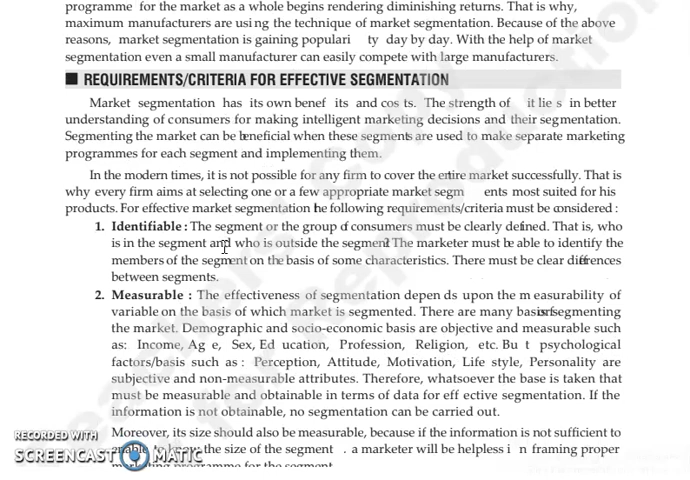 programme for the market as a whole begins rendering diminishing returns. That is why,
maximum manufacturers are using the technique of market segmentation. Because of the above
reasons, market segmentation is gaining populari ty day by day. With the help of market
segmentation even a small manufacturer can easily compete with large manufacturers.
■ REQUIREMENTS/CRITERIA FOR EFFECTIVE SEGMENTATION
Market segmentation has its own benef its and cos ts. The strength of it lie s in better
understanding of consumers for making intelligent marketing decisions and their segmentation.
Segmenting the market can be beneficial when these segments are used to make separate marketing
programmes for each segment and implementing them.
In the modern times, it is not possible for any firm to cover the entire market successfully. That is
why every firm aims at selecting one or a few appropriate market segm ents most suited for his
products. For effective market segmentation he following requirements/criteria must be considered :
1. Identifiable : The segment or the group of consumers must be clearly defined. That is, who
is in the segment and who is outside the segment? The marketer must be able to identify the
members of the segment on the basis of some characteristics. There must be clear differences
between segments.
2. Measurable : The effectiveness of segmentation depen ds upon the m easurability of
variable on the basis of which market is segmented. There are many basis of segmenting
the market. Demographic and socio-economic basis are objective and measurable such
as: Income, Ag e, Sex, Ed ucation, Profession, Religion, etc. Bu t psychological
factors/basis such as : Perception, Attitude, Motivation, Life style, Personality are
subjective and non-measurable attributes. Therefore, whatsoever the base is taken that
must be measurable and obtainable in terms of data for eff ective segmentation. If the
information is not obtainable, no segmentation can be carried out.
Moreover, its size should also be measurable, because if the information is not sufficient to
enable to know the size of the segment . a marketer will be helpless i n framing proper
marketing programme for the segment
RECORDED WITH
SCREENCAST MATIC